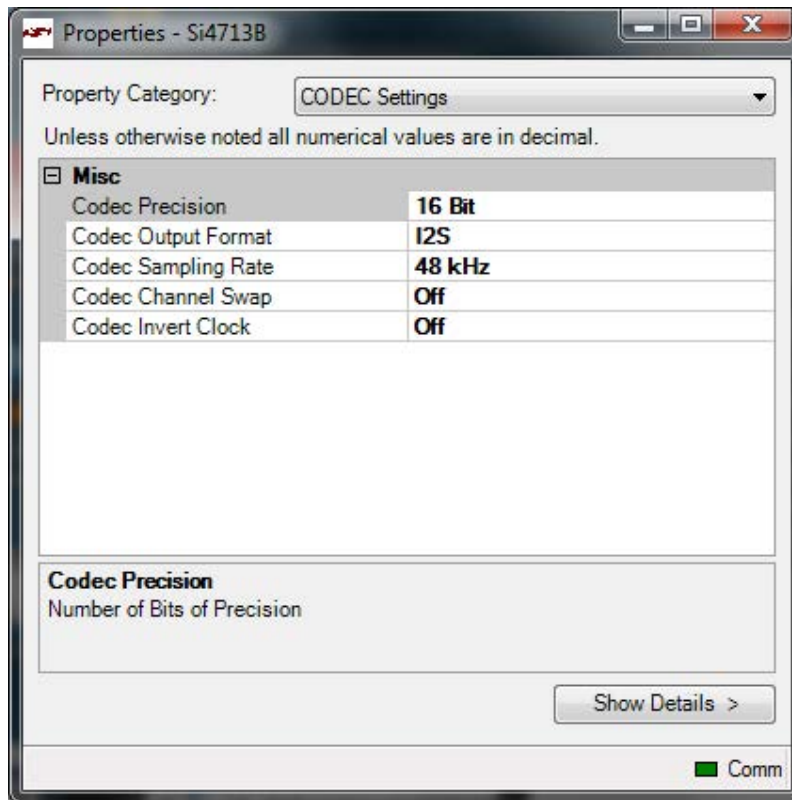 Properties - Si4713B
Property Category: CODEC Settings
Unless otherwise noted all numerical values are in decimal.
Misc
Codec Precision 16 Bit
Codec Output Format I2S
Codec Sampling Rate 48 kHz
Codec Channel Swap Off
Codec Invert Clock Off
Codec Precision
Number of Bits of Precision
Show Details >
Comm